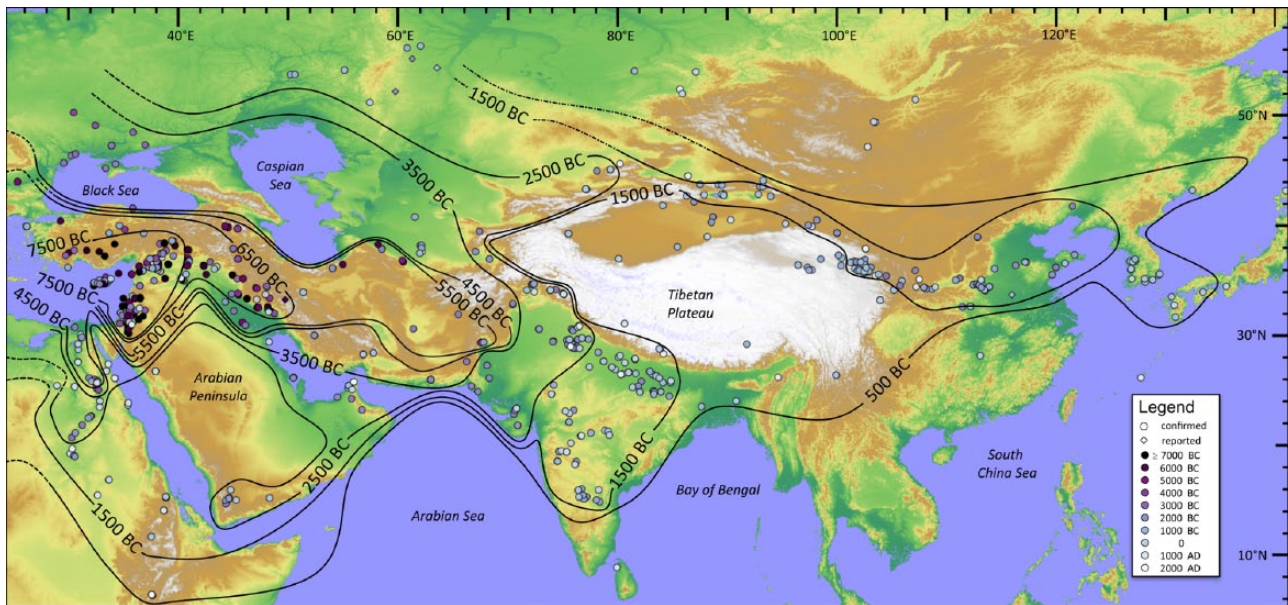 40°E
60°E
80°E
100°E
120°E
50°N
30°N
10°N
1500 BC
3500 BC
2500 BC
1500 BC
Caspian
Sea
Black Sea
7500 BC
6500 BC
7500 BC
4500 BC
5500 BC
4500 BC
5500 BC
3500 BC
Tibetan
Plateau
Arabian
Peninsula
500 BC
2500 BC
1500 BC
1500 BC
Bay of Bengal
Arabian Sea
South
China Sea
Legend
confirmed
reported
≥ 7000 BC
6000 BC
5000 BC
4000 BC
3000 BC
2000 BC
1000 BC
0
1000 AD
2000 AD